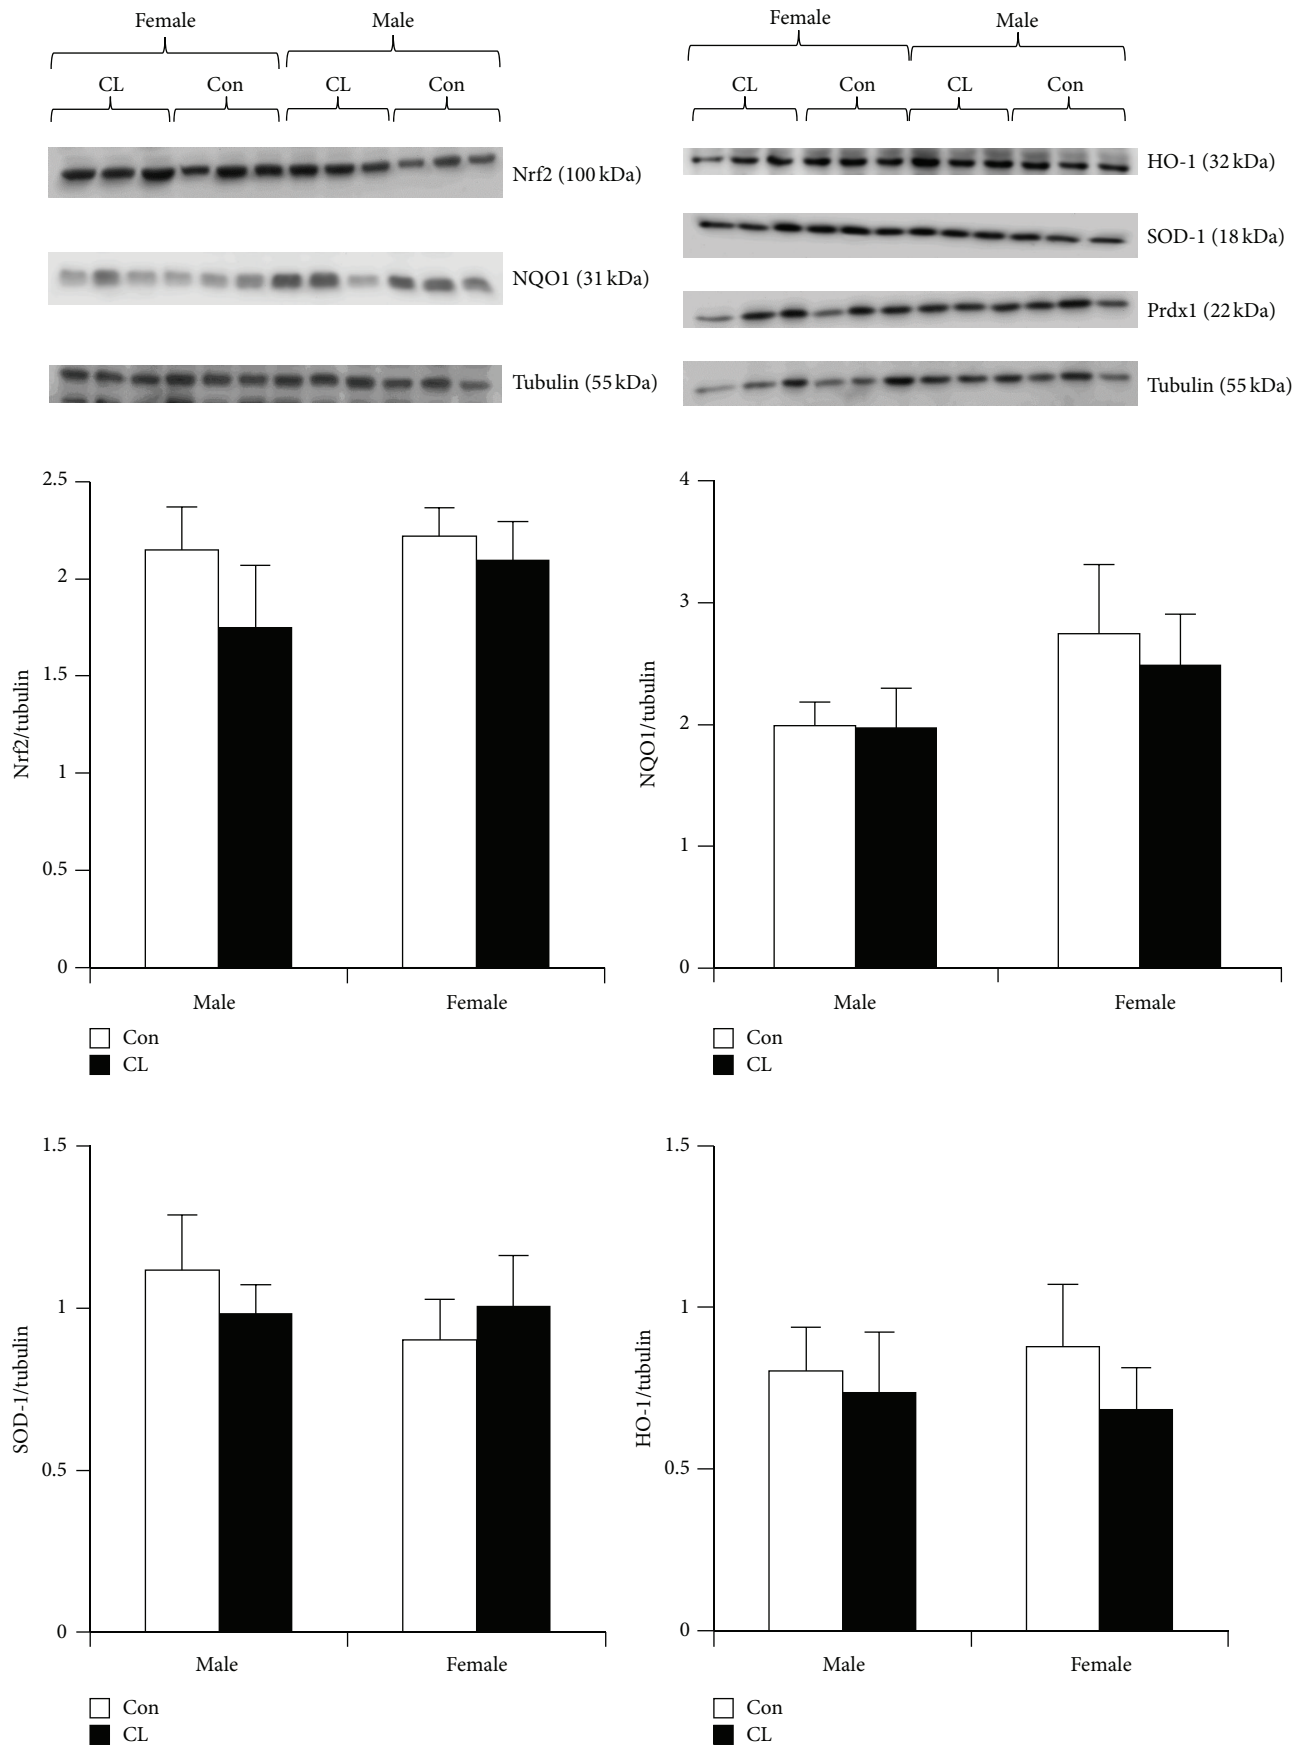 Female Male
CL Con CL Con
Nrf2 (100 kDa)
NQO1 (31 kDa)
Tubulin (55 kDa)
Female Male
CL Con CL Con
HO-1 (32 kDa)
SOD-1 (18 kDa)
Prdx1 (22 kDa)
Tubulin (55 kDa)
2.5
2
1.5
1
0.5
0
Nrf2/tubulin
Male Female
Con
CL
4
3
2
1
0
NQO1/tubulin
Male Female
Con
CL
1.5
1
0.5
0
SOD-1/tubulin
Male Female
Con
CL
1.5
1
0.5
0
HO-1/tubulin
Male Female
Con
CL